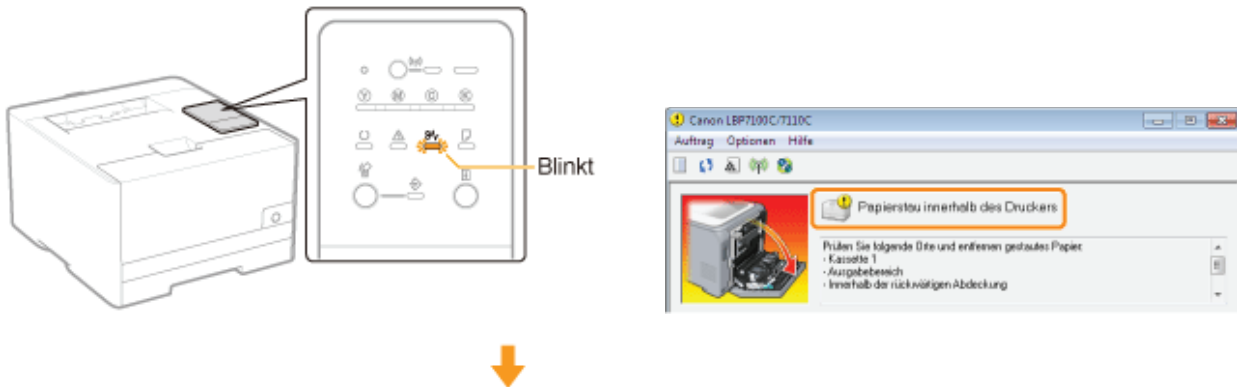 Y M C K
Blinkt
Canon LBP7100C/7110C
Auftrag Optionen Hilfe
Papierstau innerhalb des Druckers
Prüfen Sie folgende Orte und entfernen gestautes Papier.
- Kassette 1
- Ausgabebereich
- Innerhalb der rückwärtigen Abdeckung